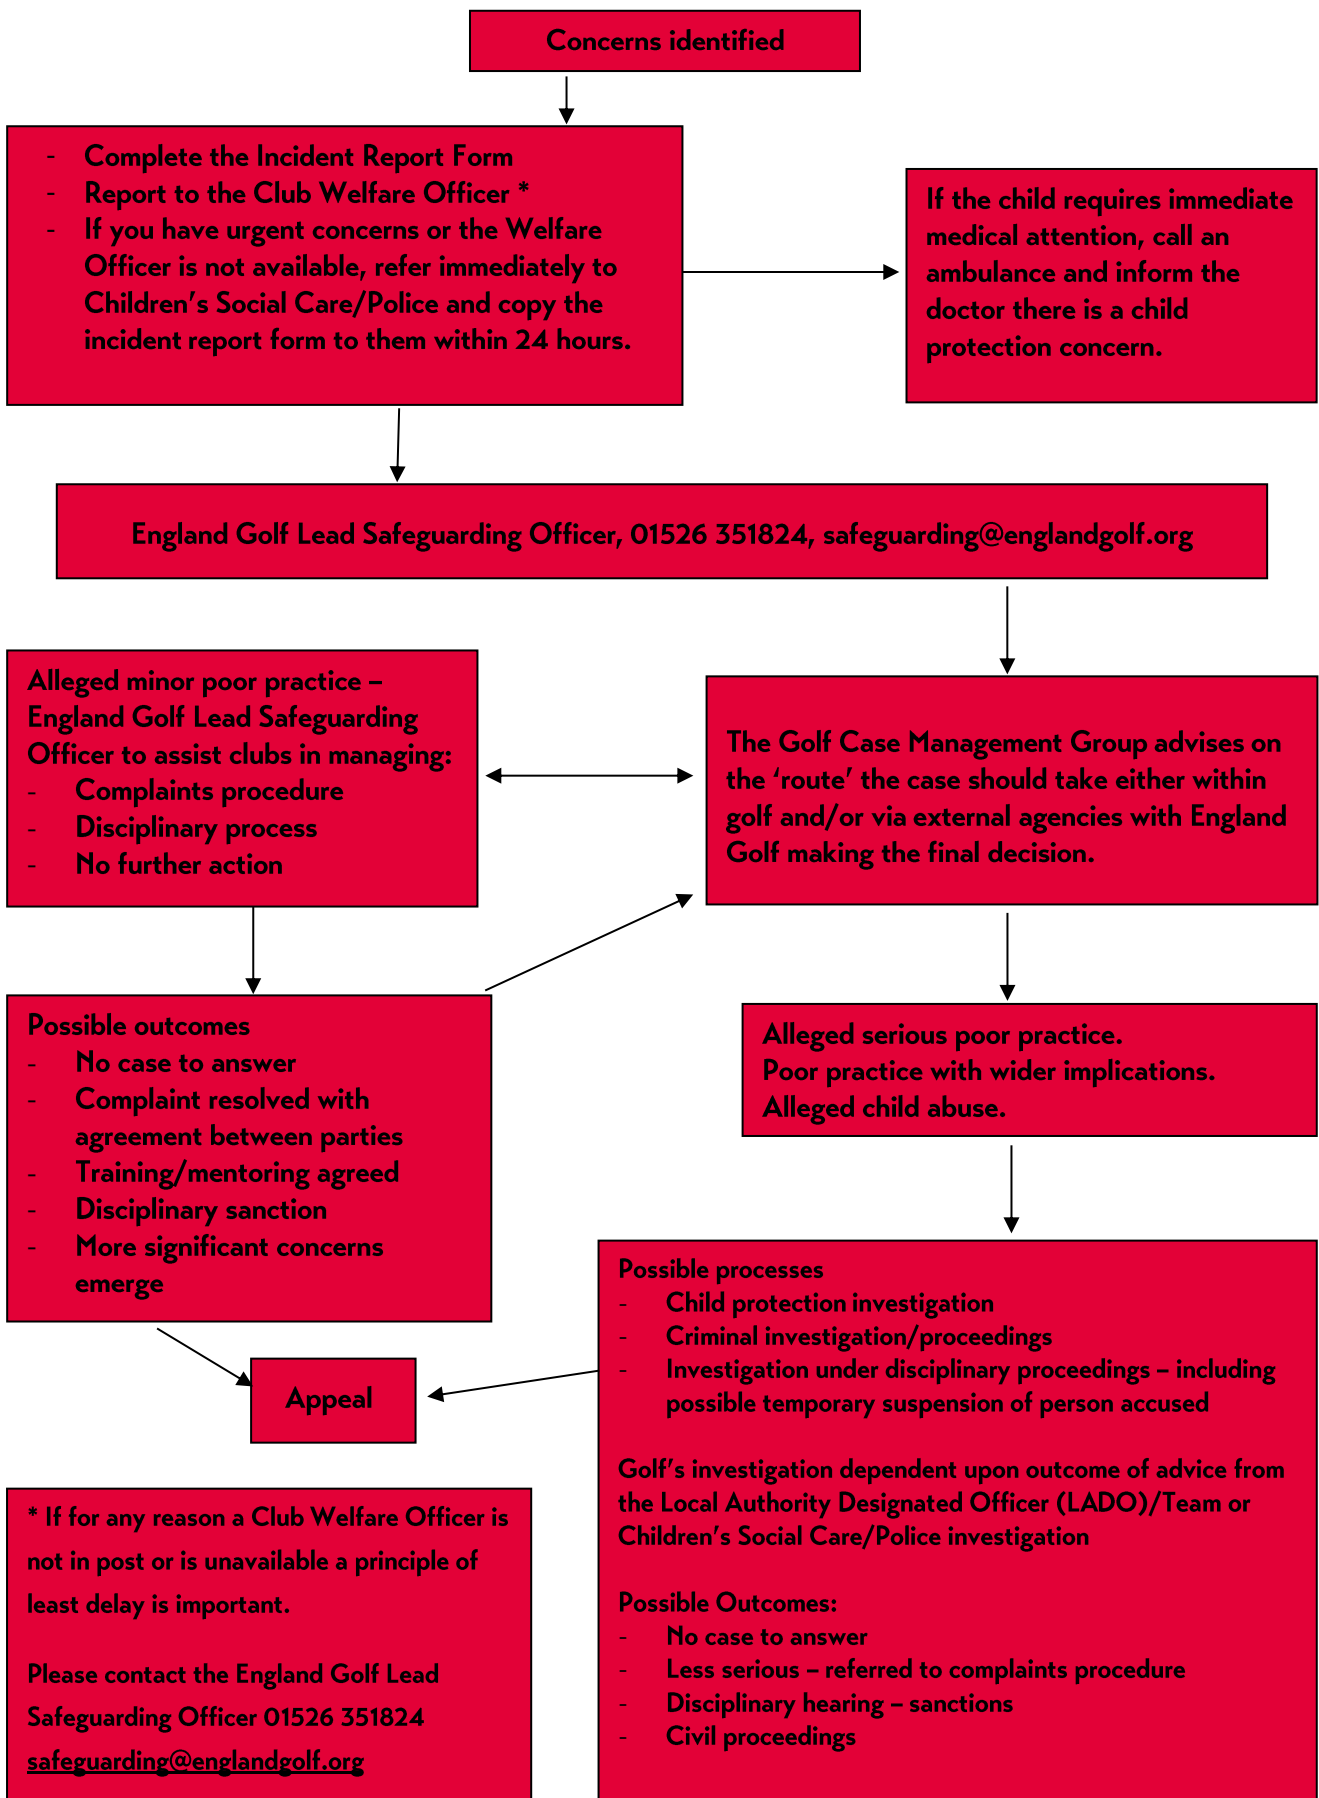 Concerns identified
- Complete the Incident Report Form
- Report to the Club Welfare Officer *
- If you have urgent concerns or the Welfare
Officer is not available, refer immediately to
Children's Social Care/Police and copy the
incident report form to them within 24 hours.
If the child requires immediate
medical attention, call an
ambulance and inform the
doctor there is a child
protection concern.
England Golf Lead Safeguarding Officer, 01526 351824, safeguarding@englandgolf.org
Alleged minor poor practice –
England Golf Lead Safeguarding
Officer to assist clubs in managing:
- Complaints procedure
- Disciplinary process
- No further action
The Golf Case Management Group advises on
the ‘route’ the case should take either within
golf and/or via external agencies with England
Golf making the final decision.
Possible outcomes
- No case to answer
- Complaint resolved with
agreement between parties
- Training/mentoring agreed
- Disciplinary sanction
- More significant concerns
emerge
Alleged serious poor practice.
Poor practice with wider implications.
Alleged child abuse.
Possible processes
- Child protection investigation
- Criminal investigation/proceedings
- Investigation under disciplinary proceedings – including
possible temporary suspension of person accused
Golf's investigation dependent upon outcome of advice from
the Local Authority Designated Officer (LADO)/Team or
Children's Social Care/Police investigation
Possible Outcomes:
- No case to answer
- Less serious – referred to complaints procedure
- Disciplinary hearing – sanctions
- Civil proceedings
Appeal
* If for any reason a Club Welfare Officer is
not in post or is unavailable a principle of
least delay is important.
Please contact the England Golf Lead
Safeguarding Officer 01526 351824
safeguarding@englandgolf.org